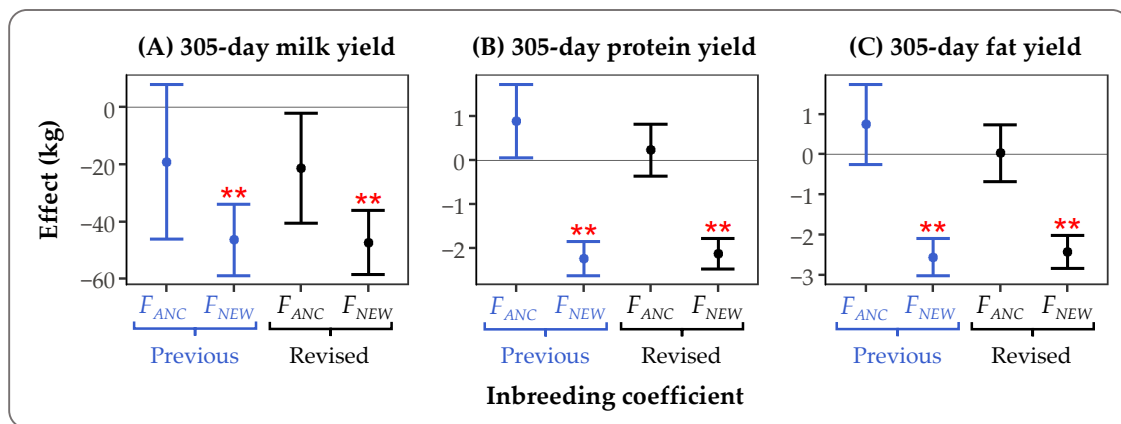 (A) 305-day milk yield
(B) 305-day protein yield
(C) 305-day fat yield
Effect (kg)
0
−20
−40
−60
1
0
−1
−2
1
0
−1
−2
−3
**
**
**
**
**
**
F_ANC F_NEW F_ANC F_NEW
Previous Revised
F_ANC F_NEW F_ANC F_NEW
Previous Revised
F_ANC F_NEW F_ANC F_NEW
Previous Revised
Inbreeding coefficient